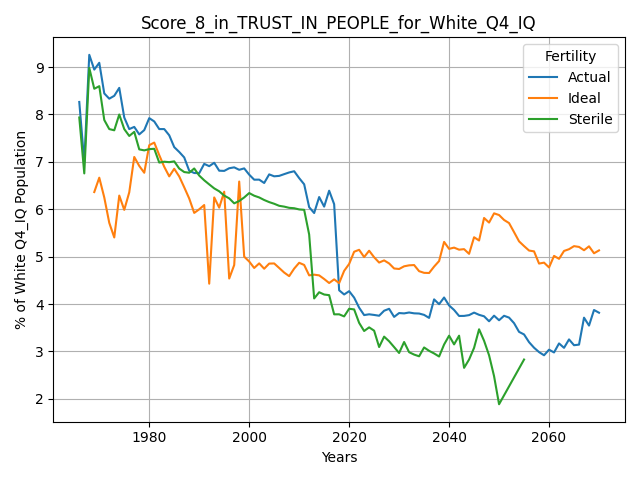 Score_8_in_TRUST_IN_PEOPLE_for_White_Q4_IQ
Fertility
Actual
Ideal
Sterile
% of White Q4_IQ Population
9
8
7
6
5
4
3
2
1980
2000
2020
2040
2060
Years